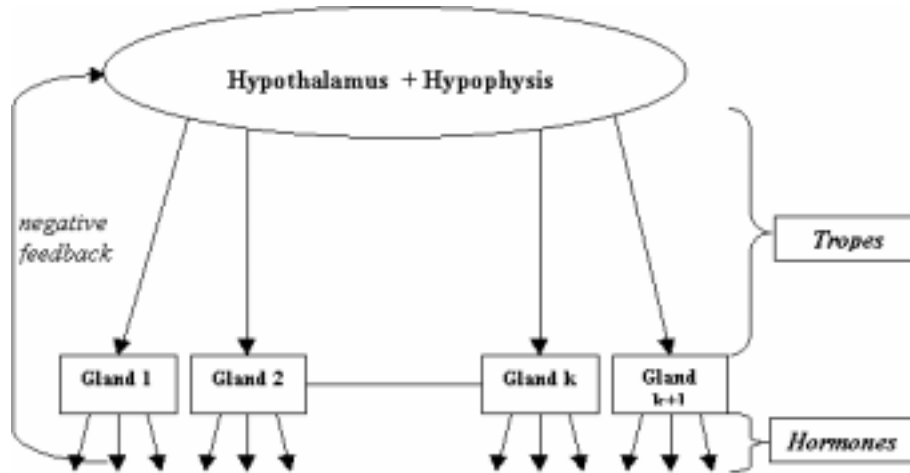 Hypothalamus + Hypophysis
negative
feedback
Tropes
Gland 1
Gland 2
Gland k
Gland
k+1
Hormones